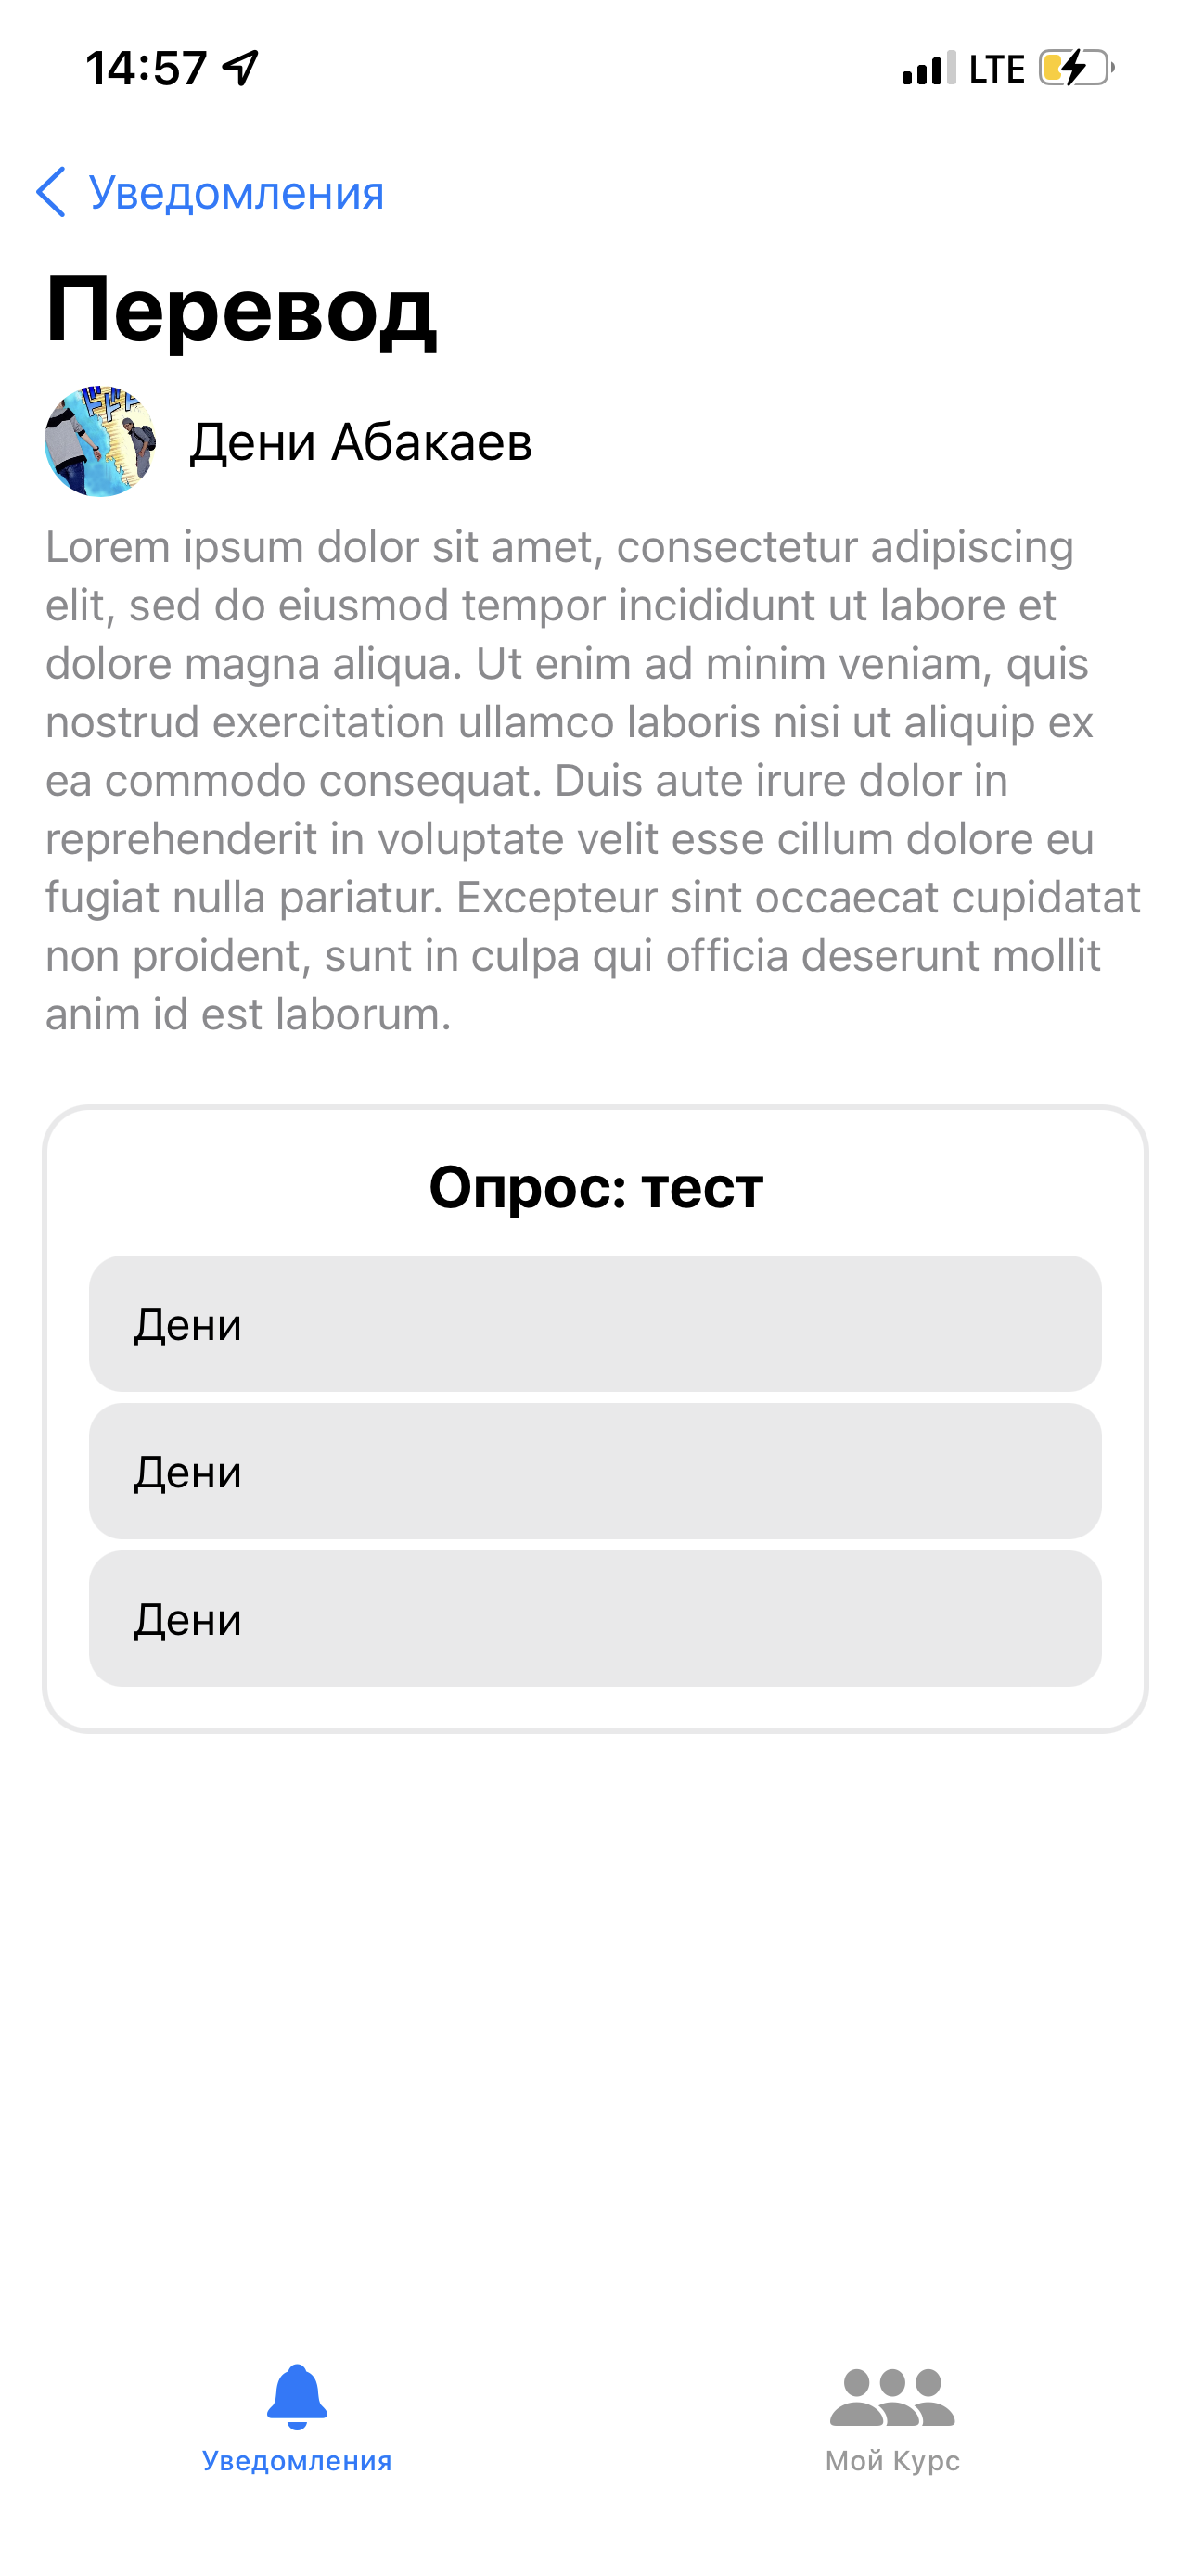 14:57 LTE
Уведомления
Перевод
Дени Абакаев
Lorem ipsum dolor sit amet, consectetur adipiscing
elit, sed do eiusmod tempor incididunt ut labore et
dolore magna aliqua. Ut enim ad minim veniam, quis
nostrud exercitation ullamco laboris nisi ut aliquip ex
ea commodo consequat. Duis aute irure dolor in
reprehenderit in voluptate velit esse cillum dolore eu
fugiat nulla pariatur. Excepteur sint occaecat cupidatat
non proident, sunt in culpa qui officia deserunt mollit
anim id est laborum.
Опрос: тест
Дени
Дени
Дени
Уведомления Мой Курс